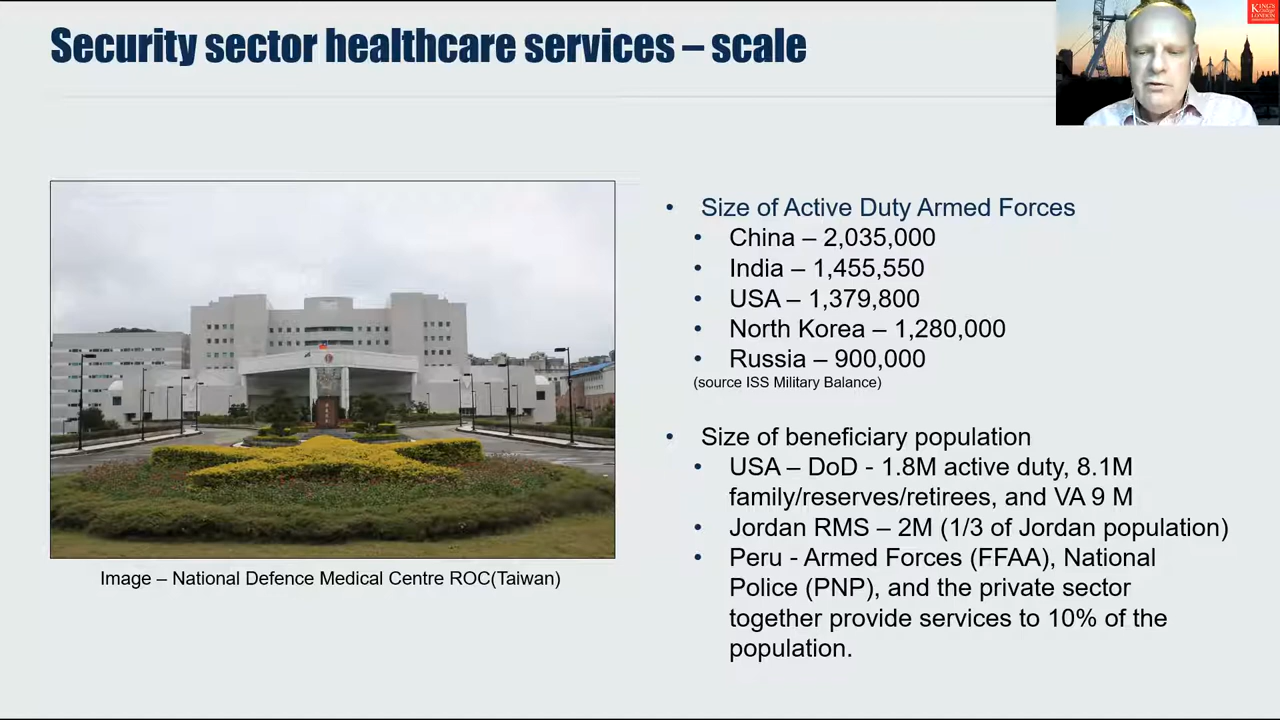 Security sector healthcare services – scale
KING'S
College
LONDON
• Size of Active Duty Armed Forces
• China – 2,035,000
• India – 1,455,550
• USA – 1,379,800
• North Korea – 1,280,000
• Russia – 900,000
(source ISS Military Balance)
• Size of beneficiary population
• USA – DoD - 1.8M active duty, 8.1M
family/reserves/retirees, and VA 9 M
• Jordan RMS – 2M (1/3 of Jordan population)
• Peru - Armed Forces (FFAA), National
Police (PNP), and the private sector
together provide services to 10% of the
population.
Image – National Defence Medical Centre ROC(Taiwan)